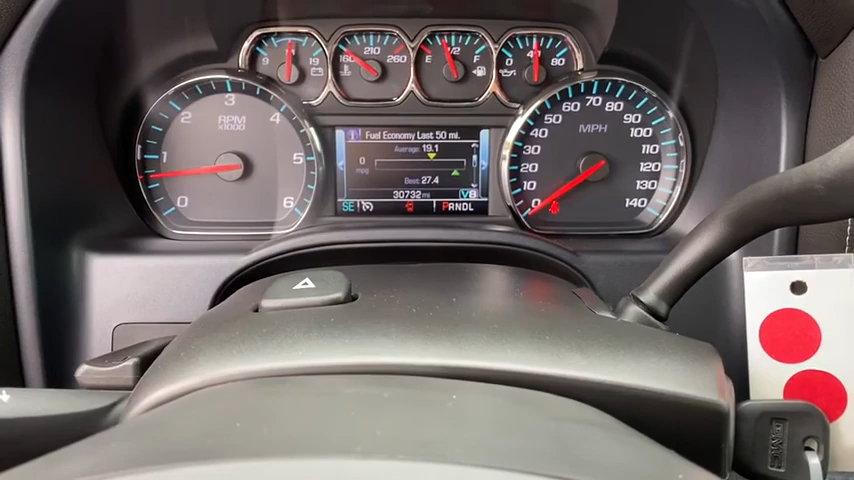 9 19
160 210 260
E 1/2 F
0 40 80
RPM
x1000
0 1 2 3 4 5 6
Fuel Economy Last 50 mi.
Average: 19.1
0
mpg
Best: 27.4
30732 mi
V8
SE
PRNDL
MPH
0 10 20 30 40 50 60 70 80 90 100 110 120 130 140
GMC